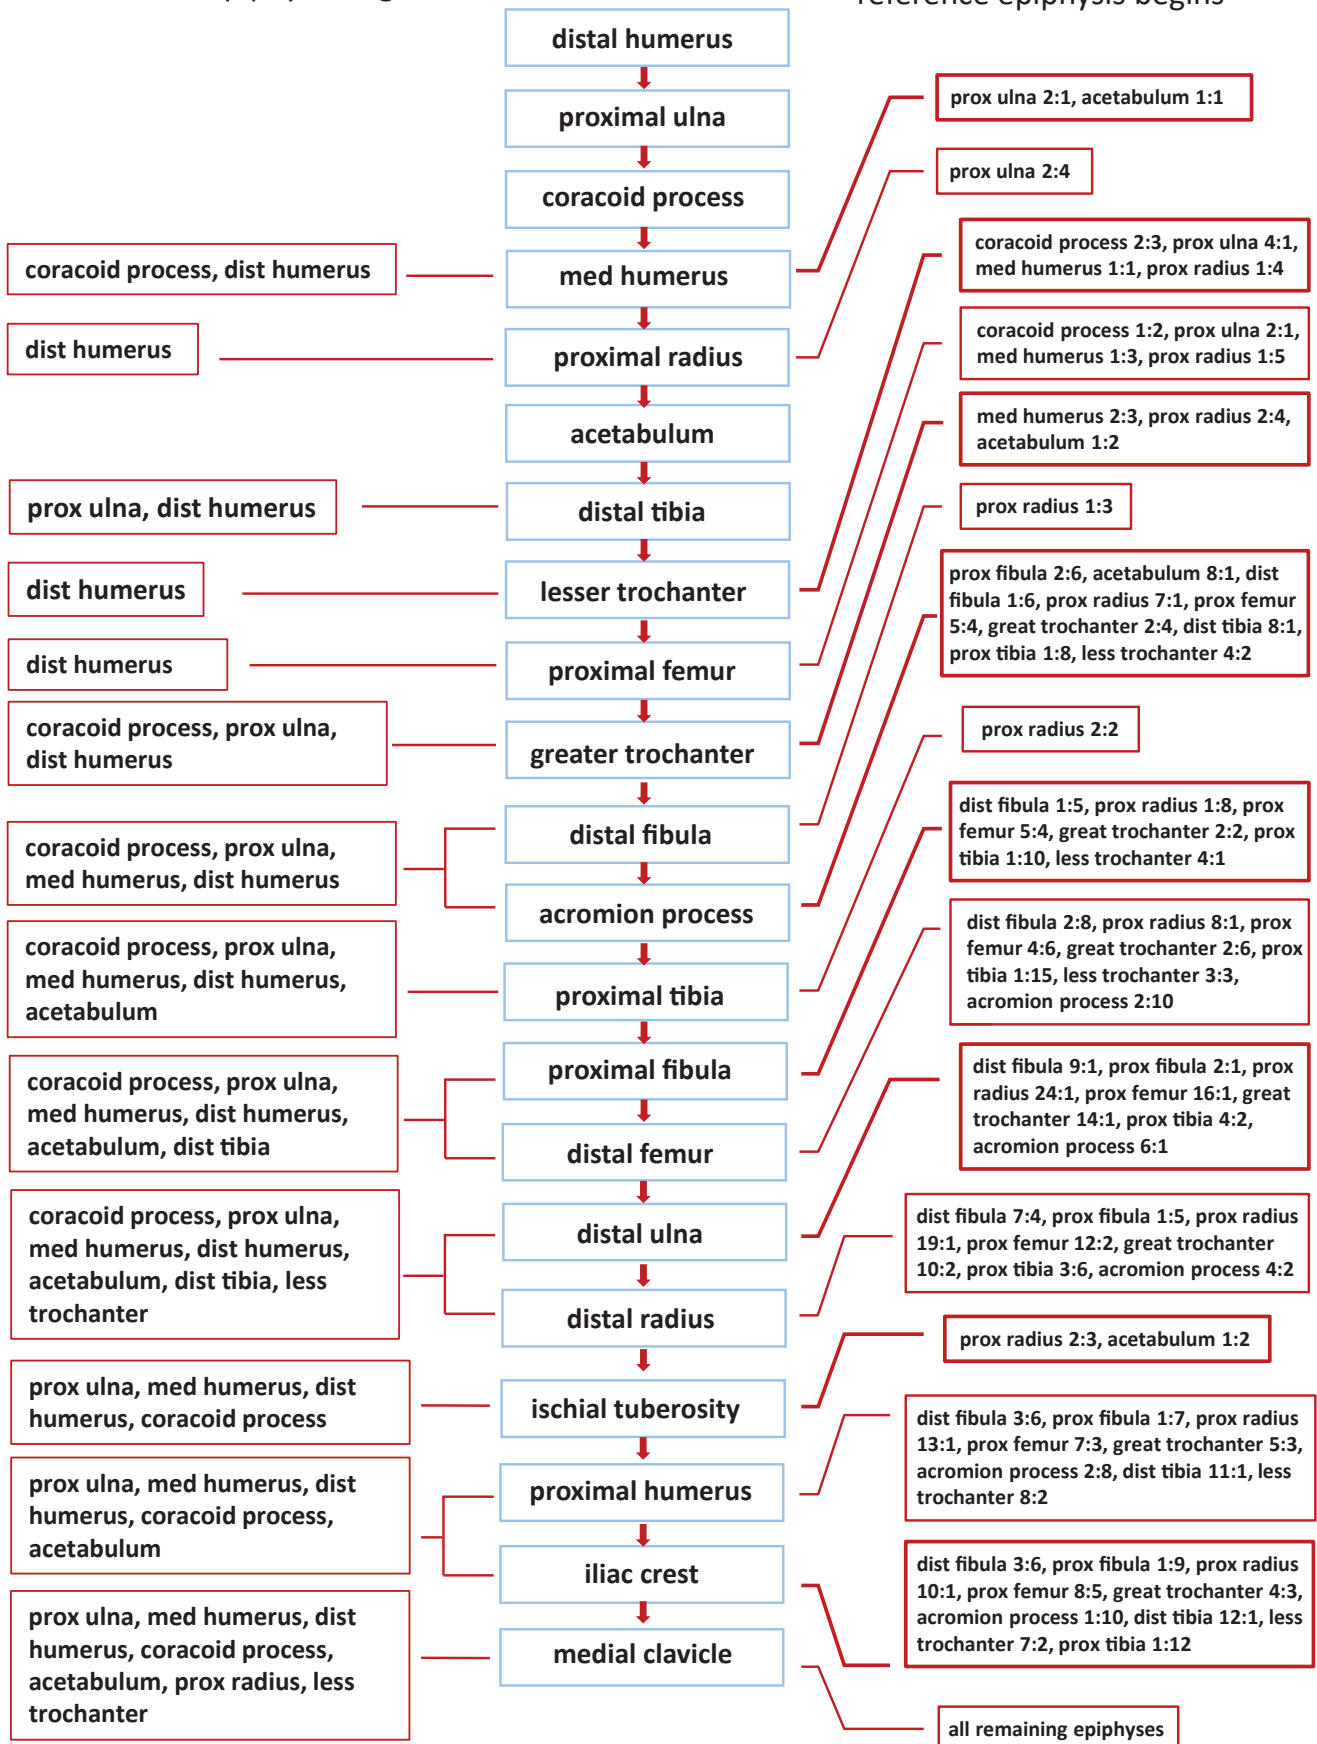 reference epiphysis begins
distal humerus
proximal ulna
coracoid process
med humerus
proximal radius
acetabulum
distal tibia
lesser trochanter
proximal femur
greater trochanter
distal fibula
acromion process
proximal tibia
proximal fibula
distal femur
distal ulna
distal radius
ischial tuberosity
proximal humerus
iliac crest
medial clavicle
coracoid process, dist humerus
dist humerus
prox ulna, dist humerus
dist humerus
dist humerus
coracoid process, prox ulna,
dist humerus
coracoid process, prox ulna,
med humerus, dist humerus
coracoid process, prox ulna,
med humerus, dist humerus,
acetabulum
coracoid process, prox ulna,
med humerus, dist humerus,
acetabulum, dist tibia
coracoid process, prox ulna,
med humerus, dist humerus,
acetabulum, dist tibia, less
trochanter
prox ulna, med humerus, dist
humerus, coracoid process
prox ulna, med humerus, dist
humerus, coracoid process,
acetabulum
prox ulna, med humerus, dist
humerus, coracoid process,
acetabulum, prox radius, less
trochanter
prox ulna 2:1, acetabulum 1:1
prox ulna 2:4
coracoid process 2:3, prox ulna 4:1,
med humerus 1:1, prox radius 1:4
coracoid process 1:2, prox ulna 2:1,
med humerus 1:3, prox radius 1:5
med humerus 2:3, prox radius 2:4,
acetabulum 1:2
prox radius 1:3
prox fibula 2:6, acetabulum 8:1, dist
fibula 1:6, prox radius 7:1, prox femur
5:4, great trochanter 2:4, dist tibia 8:1,
prox tibia 1:8, less trochanter 4:2
prox radius 2:2
dist fibula 1:5, prox radius 1:8, prox
femur 5:4, great trochanter 2:2, prox
tibia 1:10, less trochanter 4:1
dist fibula 2:8, prox radius 8:1, prox
femur 4:6, great trochanter 2:6, prox
tibia 1:15, less trochanter 3:3,
acromion process 2:10
dist fibula 9:1, prox fibula 2:1, prox
radius 24:1, prox femur 16:1, great
trochanter 14:1, prox tibia 4:2,
acromion process 6:1
dist fibula 7:4, prox fibula 1:5, prox radius
19:1, prox femur 12:2, great trochanter
10:2, prox tibia 3:6, acromion process 4:2
prox radius 2:3, acetabulum 1:2
dist fibula 3:6, prox fibula 1:7, prox radius
13:1, prox femur 7:3, great trochanter 5:3,
acromion process 2:8, dist tibia 11:1, less
trochanter 8:2
dist fibula 3:6, prox fibula 1:9, prox radius
10:1, prox femur 8:5, great trochanter 4:3,
acromion process 1:10, dist tibia 12:1, less
trochanter 7:2, prox tibia 1:12
all remaining epiphyses